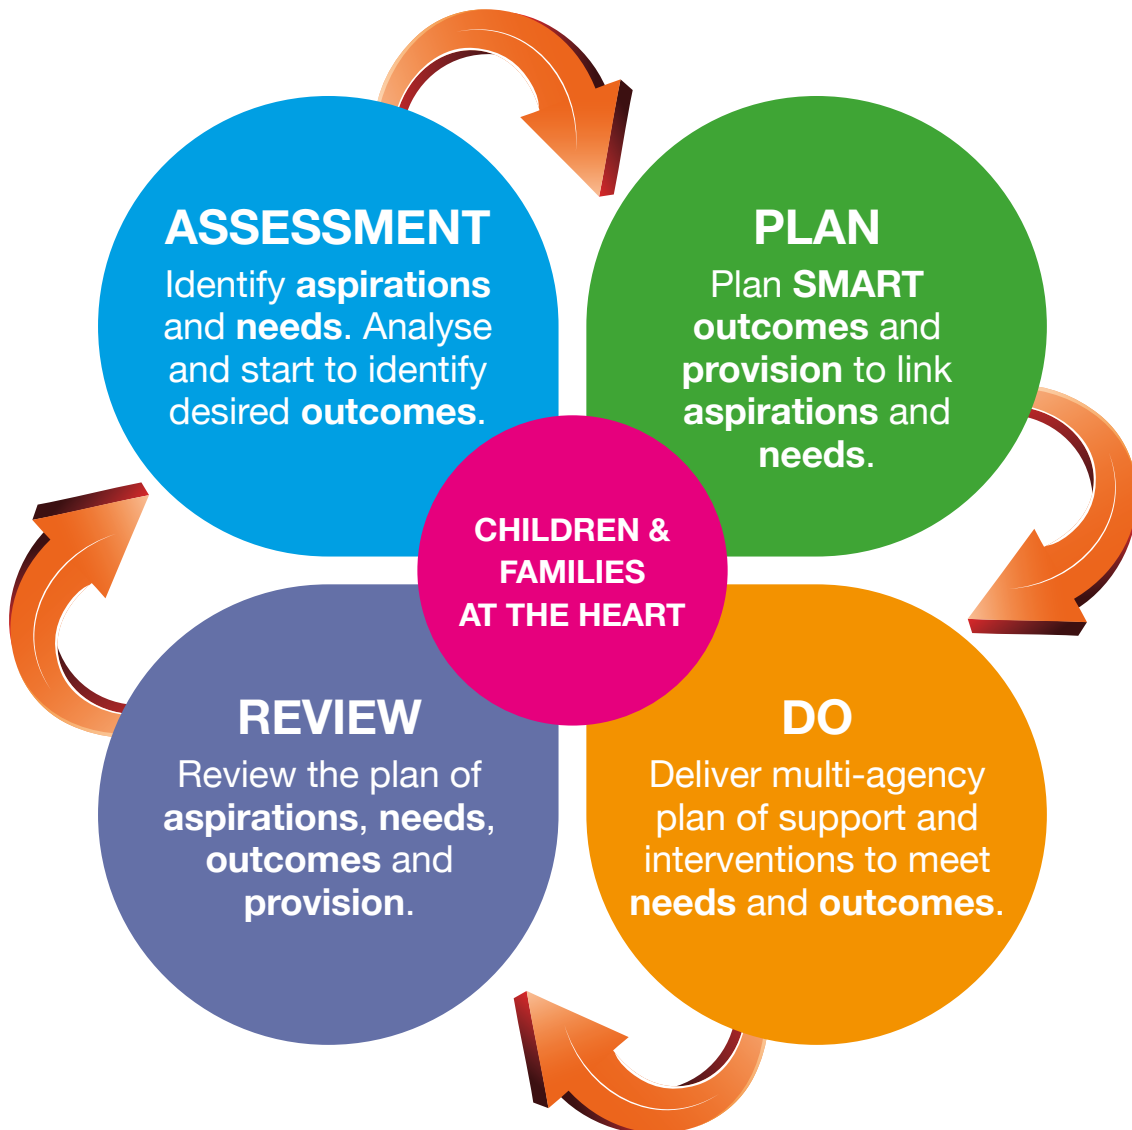 ASSESSMENT
Identify aspirations
and needs. Analyse
and start to identify
desired outcomes.
PLAN
Plan SMART
outcomes and
provision to link
aspirations and
needs.
CHILDREN &
FAMILIES
AT THE HEART
REVIEW
Review the plan of
aspirations, needs,
outcomes and
provision.
DO
Deliver multi-agency
plan of support and
interventions to meet
needs and outcomes.